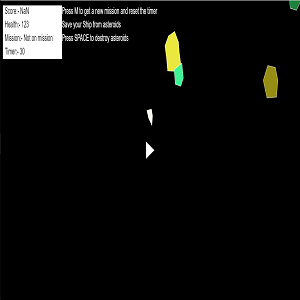 Score:- NaN
Health:- 123
Mission:- Not on mission
Timer:- 30
Press M to get a new mission and reset the timer
Save your Ship from asteroids
Press SPACE to destroy asteroids